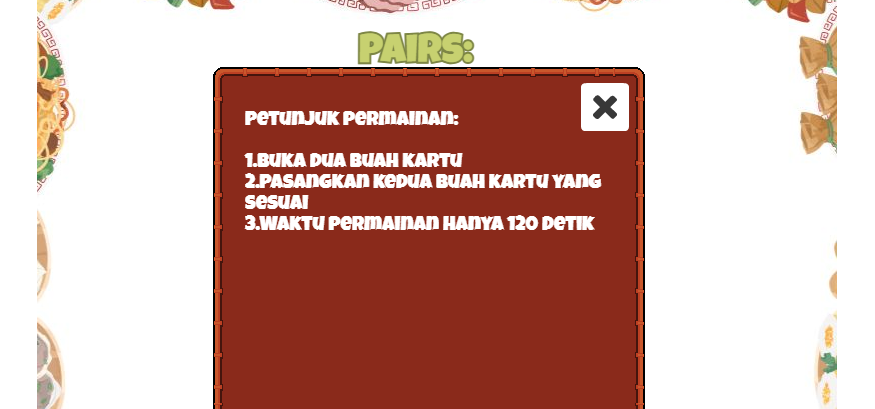 PAIRS:
Petunjuk Permainan:
1.Buka dua buah kartu
2.Pasangkan kedua buah kartu yang
sesuai
3.Waktu permainan hanya 120 detik